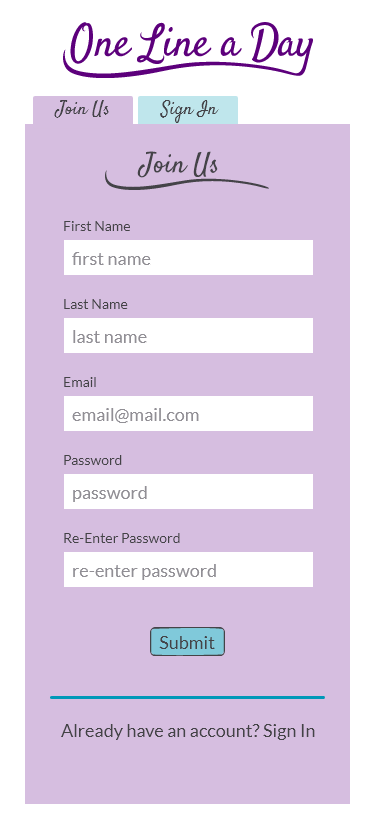 One Line a Day
Join Us
Sign In
Join Us
First Name
first name
Last Name
last name
Email
email@mail.com
Password
password
Re-Enter Password
re-enter password
Submit
Already have an account? Sign In